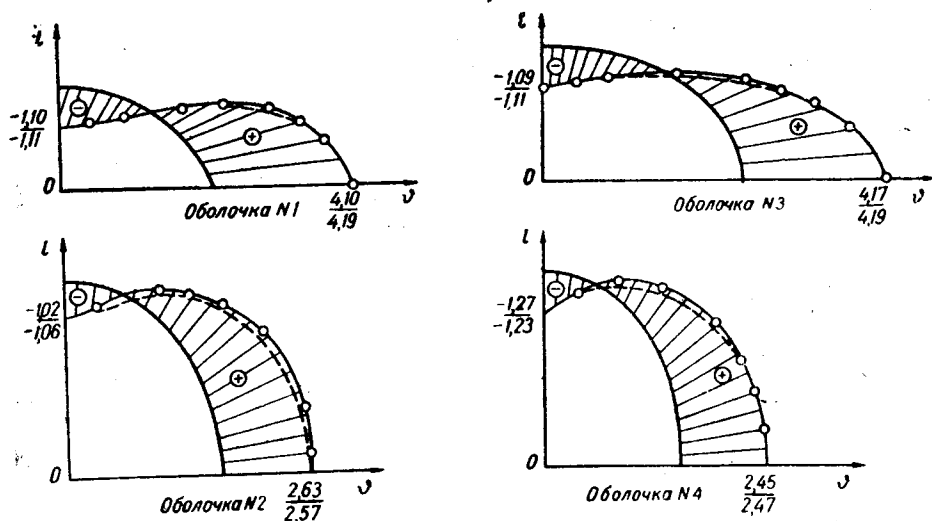 τ
τ
⊖
⊖
-1,10
-1,11
-1,09
-1,11
⊕
⊕
0
0
4,10
4,19
υ
4,17
4,19
υ
Оболочка N1
Оболочка N3
τ
τ
⊖
⊖
-1,02
-1,06
-1,27
-1,23
⊕
⊕
0
0
Оболочка N2
2,63
2,57
υ
Оболочка N4
2,45
2,47
υ